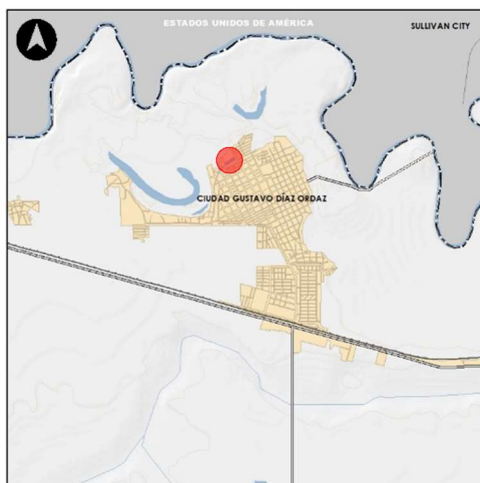 ESTADOS UNIDOS DE AMÉRICA
SULLIVAN CITY
CIUDAD GUSTAVO DÍAZ ORDAZ